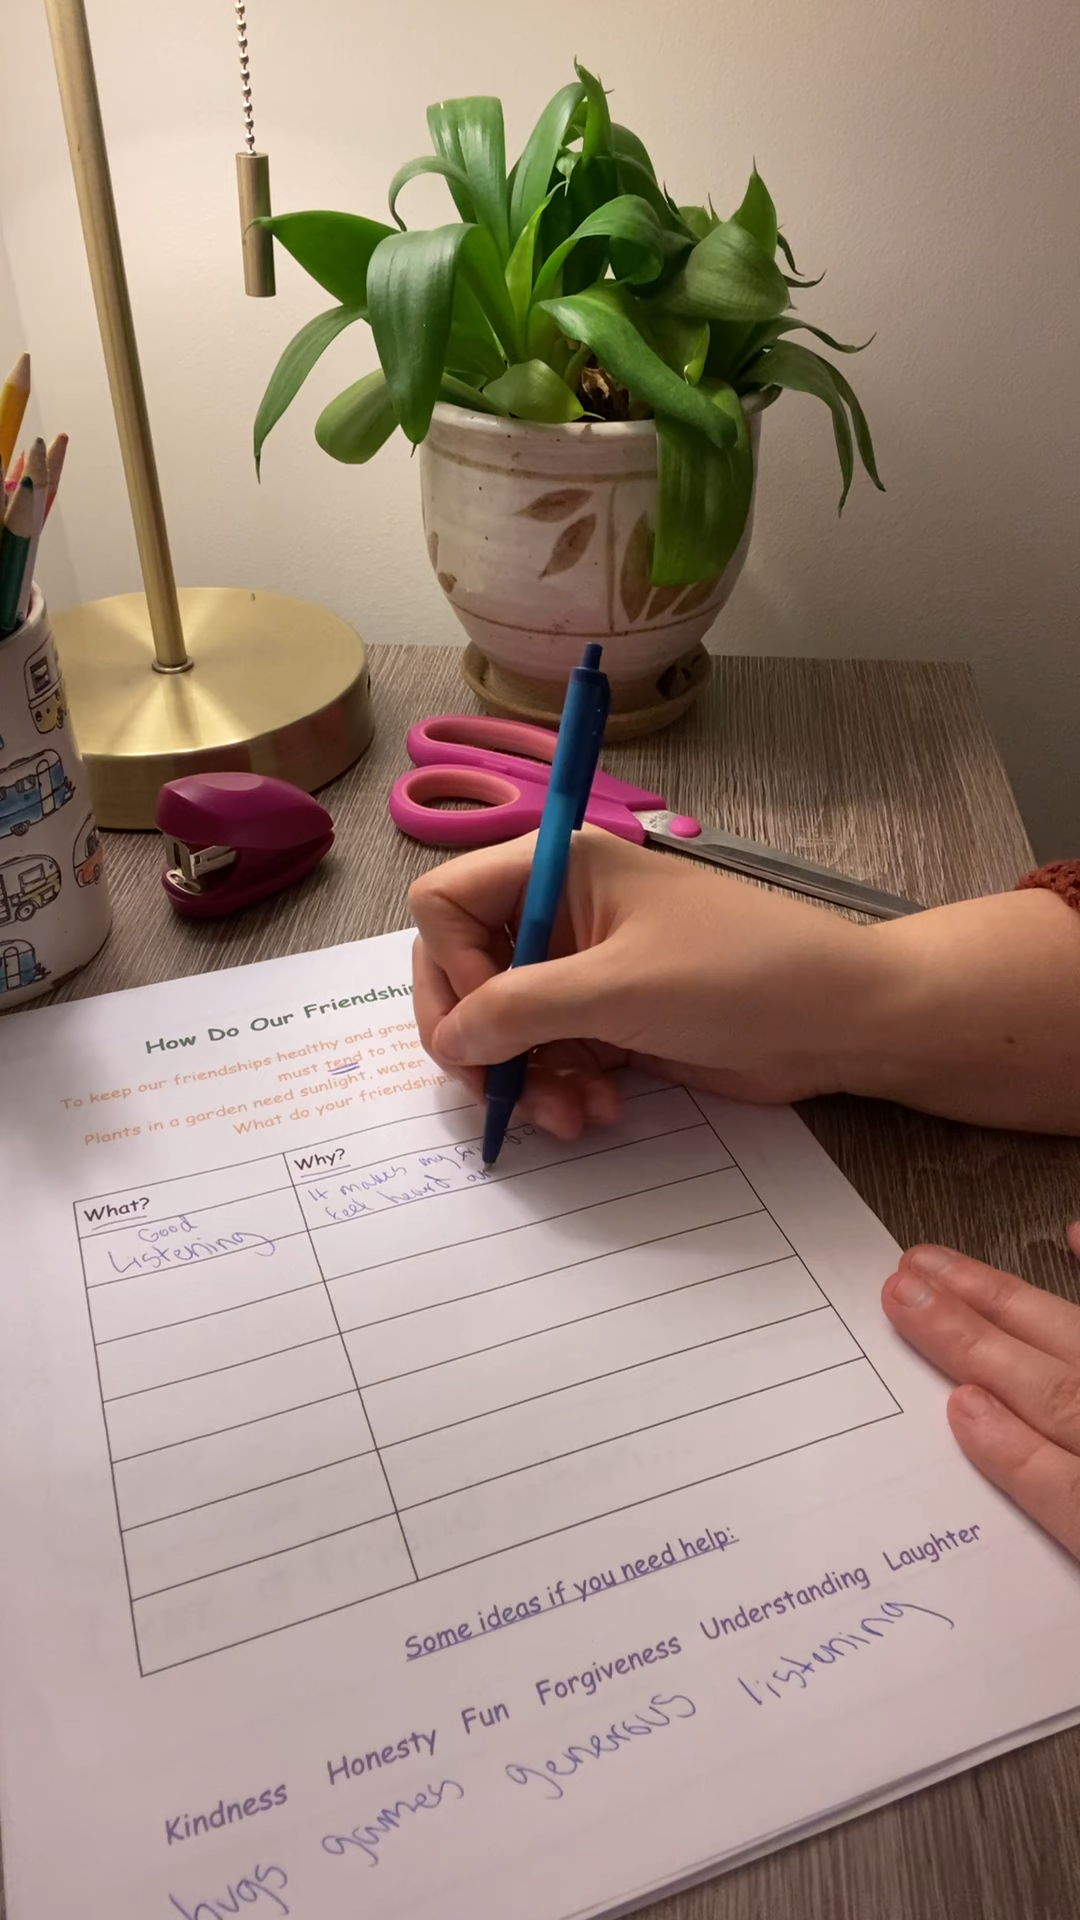 How Do Our Friendship
To keep our friendships healthy and grow
must tend to the
Plants in a garden need sunlight, water
What do your friendships
What?
Why?
Good
Listening
It makes my
feel heard
Some ideas if you need help:
Kindness Honesty Fun Forgiveness Understanding Laughter
hugs games generous listening